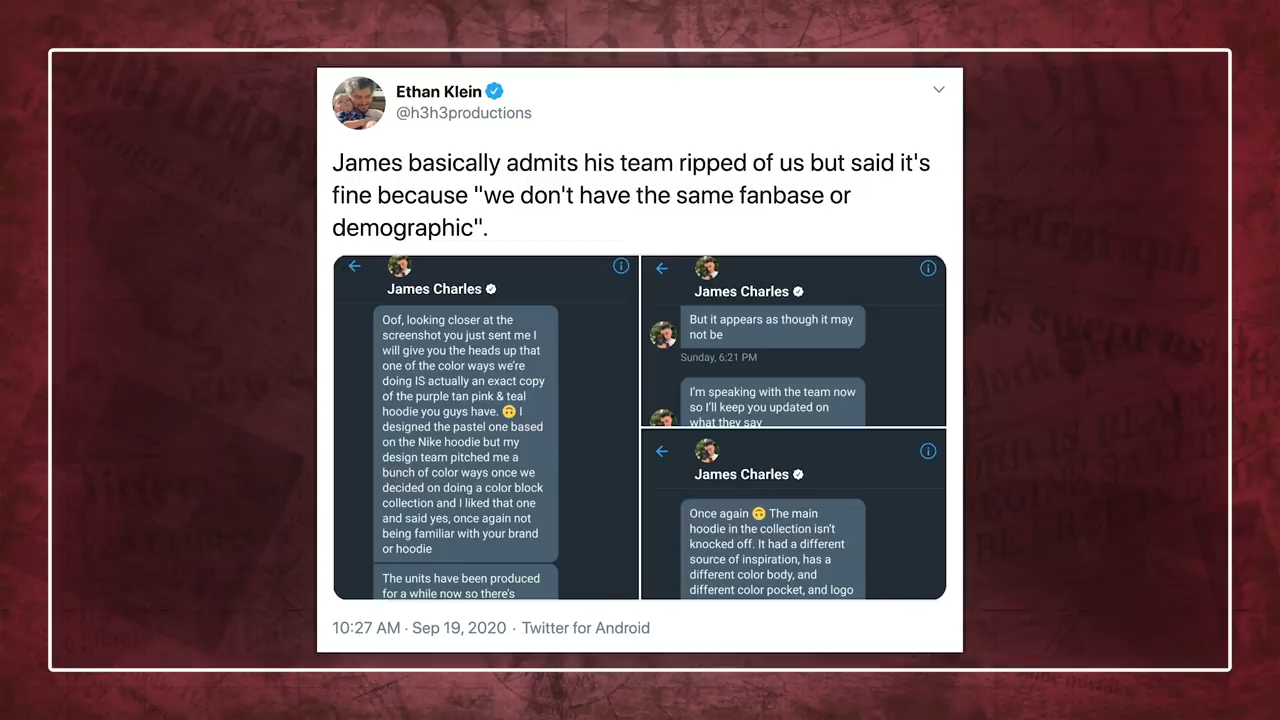 Ethan Klein
@h3h3productions
James basically admits his team ripped of us but said it's
fine because "we don't have the same fanbase or
demographic".
James Charles
Oof, looking closer at the
screenshot you just sent me I
will give you the heads up that
one of the color ways we're
doing IS actually an exact copy
of the purple tan pink & teal
hoodie you guys have. 🙃 I
designed the pastel one based
on the Nike hoodie but my
design team pitched me a
bunch of color ways once we
decided on doing a color block
collection and I liked that one
and said yes, once again not
being familiar with your brand
or hoodie
The units have been produced
for a while now so there's
James Charles
But it appears as though it may
not be
Sunday, 6:21 PM
I'm speaking with the team now
so I'll keep you updated on
what they say
James Charles
Once again 🙃 The main
hoodie in the collection isn't
knocked off. It had a different
source of inspiration, has a
different color body, and
different color pocket, and logo
10:27 AM · Sep 19, 2020 · Twitter for Android